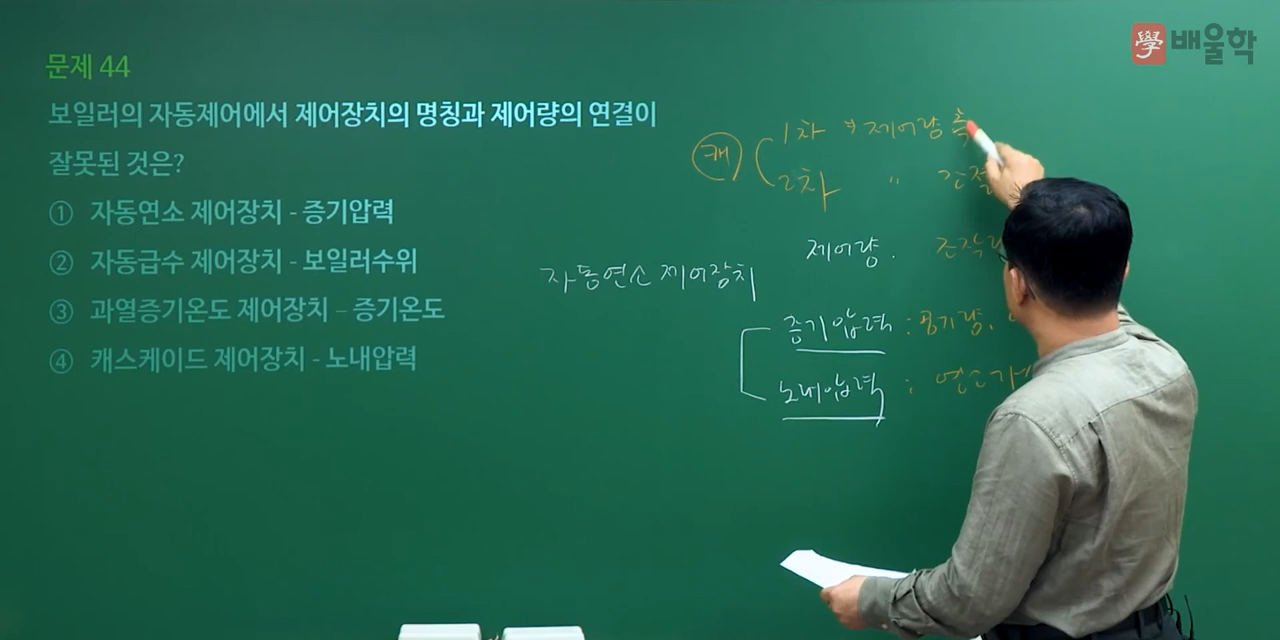 學 배울학
문제 44
보일러의 자동제어에서 제어장치의 명칭과 제어량의 연결이
잘못된 것은?
① 자동연소 제어장치 - 증기압력
② 자동급수 제어장치 - 보일러수위
③ 과열증기온도 제어장치 – 증기온도
④ 캐스케이드 제어장치 - 노내압력
캐 1차 제어량 측
2차 〃
제어량.
자동연소 제어장치
증기압력 : 공기량.
노내압력 : 연소가